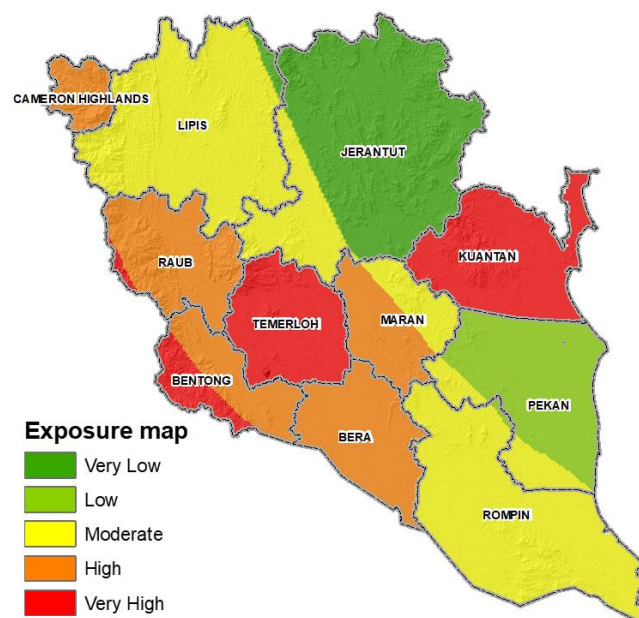 CAMERON HIGHLANDS
LIPIS
JERANTUT
RAUB
KUANTAN
TEMERLOH
MARAN
BENTONG
PEKAN
BERA
ROMPIN
Exposure map
Very Low
Low
Moderate
High
Very High